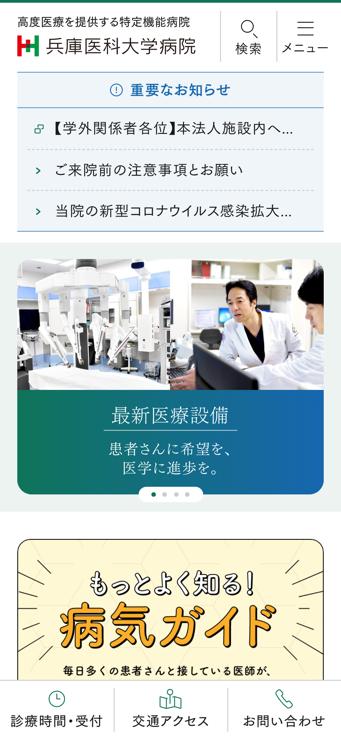 高度医療を提供する特定機能病院
兵庫医科大学病院
検索
メニュー
重要なお知らせ
【学外関係者各位】本法人施設内へ...
ご来院前の注意事項とお願い
当院の新型コロナウイルス感染拡大...
最新医療設備
患者さんに希望を、
医学に進歩を。
もっとよく知る!
病気ガイド
毎日多くの患者さんと接している医師が、
診療時間・受付
交通アクセス
お問い合わせ